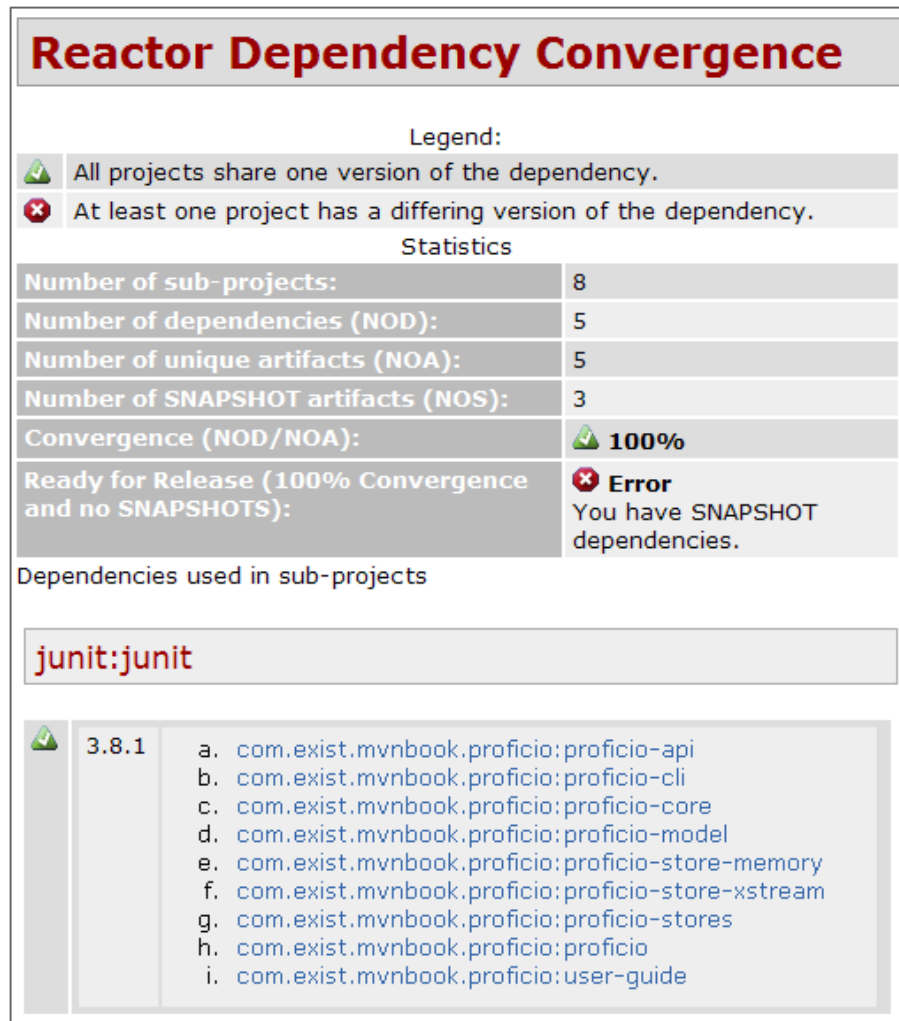 Reactor Dependency Convergence
Legend:
All projects share one version of the dependency.
At least one project has a differing version of the dependency.
Statistics
Number of sub-projects: 8
Number of dependencies (NOD): 5
Number of unique artifacts (NOA): 5
Number of SNAPSHOT artifacts (NOS): 3
Convergence (NOD/NOA): 100%
Ready for Release (100% Convergence
and no SNAPSHOTS):
Error
You have SNAPSHOT
dependencies.
Dependencies used in sub-projects
junit:junit
3.8.1
a. com.exist.mvnbook.proficio:proficio-api
b. com.exist.mvnbook.proficio:proficio-cli
c. com.exist.mvnbook.proficio:proficio-core
d. com.exist.mvnbook.proficio:proficio-model
e. com.exist.mvnbook.proficio:proficio-store-memory
f. com.exist.mvnbook.proficio:proficio-store-xstream
g. com.exist.mvnbook.proficio:proficio-stores
h. com.exist.mvnbook.proficio:proficio
i. com.exist.mvnbook.proficio:user-guide